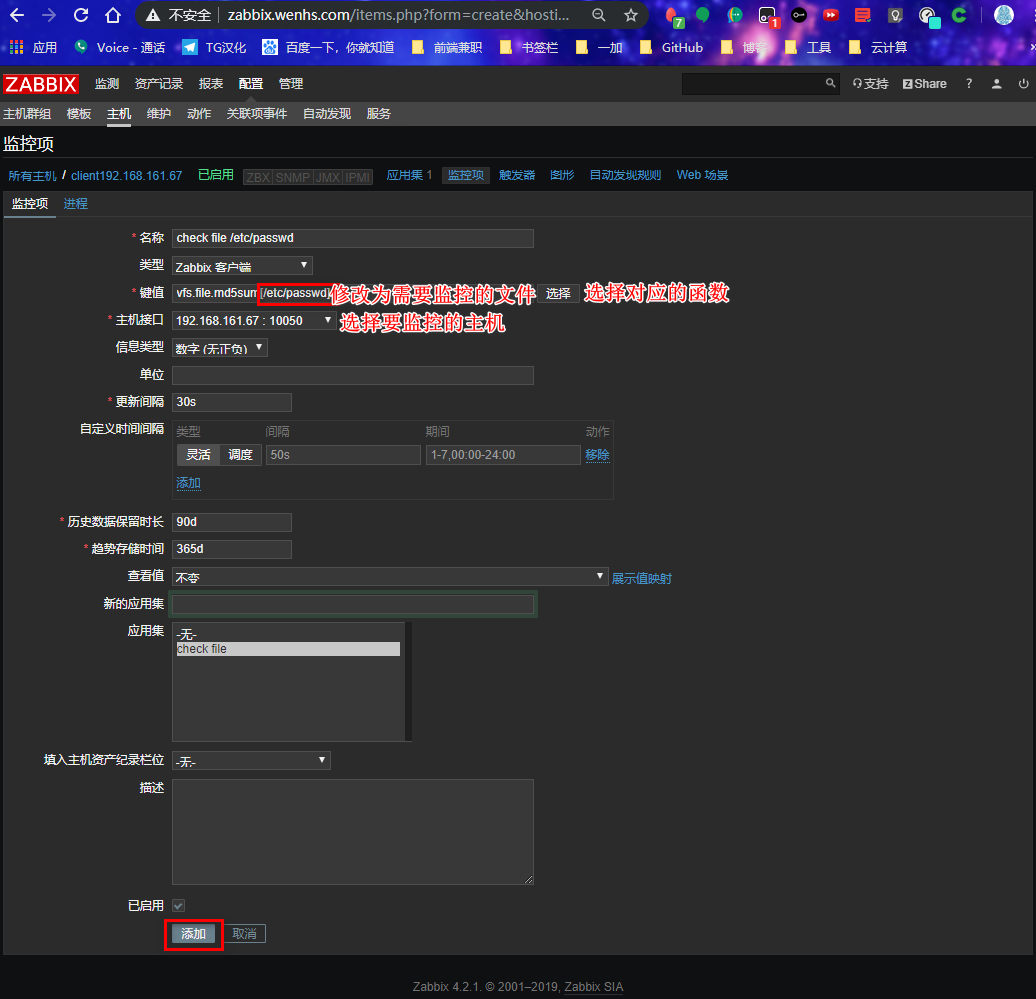 不安全 zabbix.wenhs.com/items.php?form=create&hosti...
7 1
应用 Voice - 通话 TG汉化 百度一下，你就知道 前端兼职 书签栏 一加 GitHub 博客 工具 云计算 »
ZABBIX 监测 资产记录 报表 配置 管理 支持 Z Share ?
主机群组 模板 主机 维护 动作 关联项事件 自动发现 服务
监控项
所有主机 / client192.168.161.67 已启用 ZBX SNMP JMX IPMI 应用集 1 监控项 触发器 图形 自动发现规则 Web 场景
监控项 进程
* 名称 check file /etc/passwd
类型 Zabbix 客户端
* 键值 vfs.file.md5sum[/etc/passwd] 修改为需要监控的文件 选择 选择对应的函数
* 主机接口 192.168.161.67 : 10050 选择要监控的主机
信息类型 数字 (无正负)
单位
* 更新间隔 30s
自定义时间间隔 类型 间隔 期间 动作
灵活 调度 50s 1-7,00:00-24:00 移除
添加
* 历史数据保留时长 90d
* 趋势存储时间 365d
查看值 不变 展示值映射
新的应用集
应用集 -无-
check file
填入主机资产纪录栏位 -无-
描述
已启用
添加 取消
Zabbix 4.2.1. © 2001–2019, Zabbix SIA